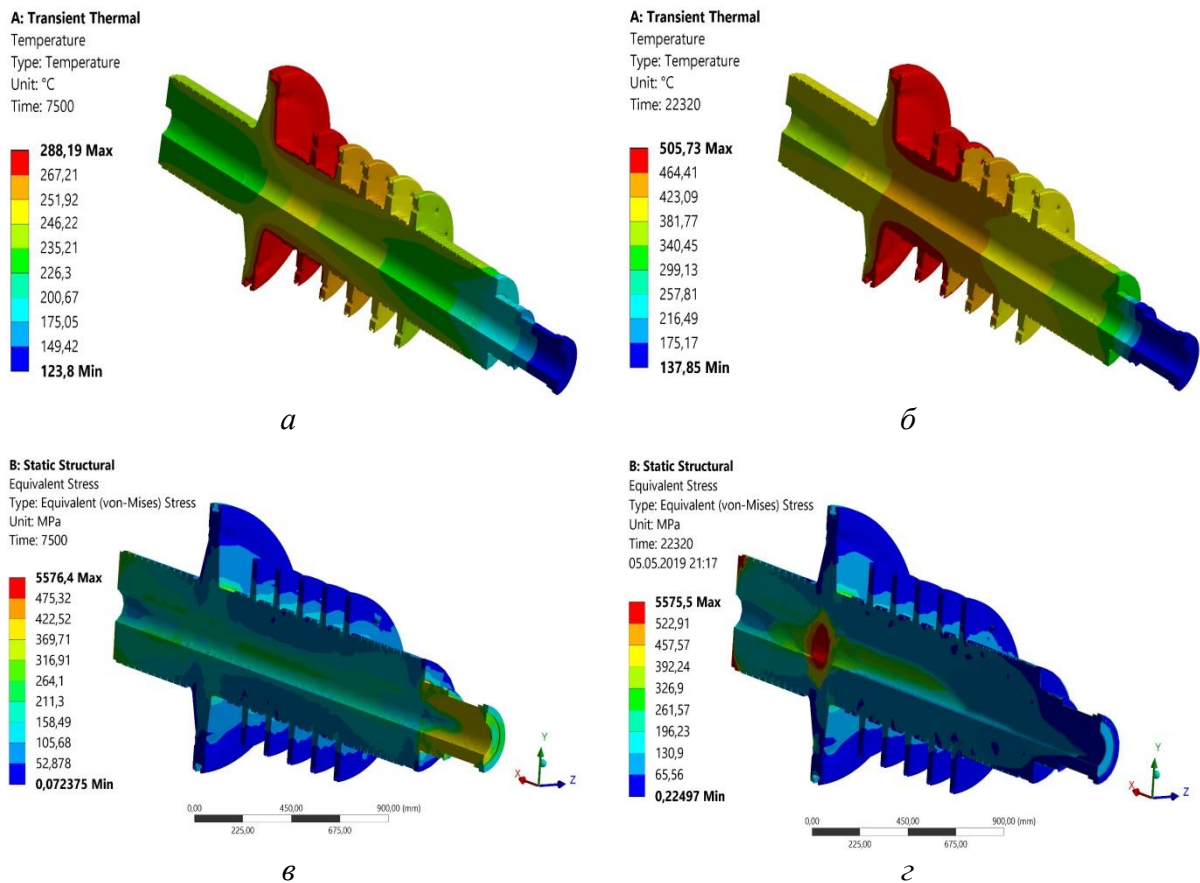 A: Transient Thermal
Temperature
Type: Temperature
Unit: °C
Time: 7500
288,19 Max
267,21
251,92
246,22
235,21
226,3
200,67
175,05
149,42
123,8 Min
а
A: Transient Thermal
Temperature
Type: Temperature
Unit: °C
Time: 22320
505,73 Max
464,41
423,09
381,77
340,45
299,13
257,81
216,49
175,17
137,85 Min
б
B: Static Structural
Equivalent Stress
Type: Equivalent (von-Mises) Stress
Unit: MPa
Time: 7500
5576,4 Max
475,32
422,52
369,71
316,91
264,1
211,3
158,49
105,68
52,878
0,072375 Min
Y
X
Z
0,00 450,00 900,00 (mm)
225,00 675,00
в
B: Static Structural
Equivalent Stress
Type: Equivalent (von-Mises) Stress
Unit: MPa
Time: 22320
05.05.2019 21:17
5575,5 Max
522,91
457,57
392,24
326,9
261,57
196,23
130,9
65,56
0,22497 Min
Y
X
Z
0,00 450,00 900,00 (mm)
225,00 675,00
г